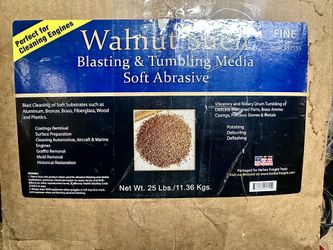 Perfect for
Cleaning Engines
Walnut Shell
FINE
Blasting & Tumbling Media
Soft Abrasive
Blast Cleaning of Soft Substrates such as
Aluminum, Bronze, Brass, Fiberglass, Wood
and Plastics.
Coatings Removal
Surface Preparation
Cleaning Automotive, Aircraft & Marine
Engines
Graffiti Removal
Mold Removal
Historical Restoration
Vibratory and Rotary Drum Tumbling of
Delicate Machined Parts, Brass Ammo
Casings, Precious Stones & Metals
Polishing
Deburring
Deflashing
Net Wt. 25 Lbs./11.36 Kgs.
Packaged for Harbor Freight Tools